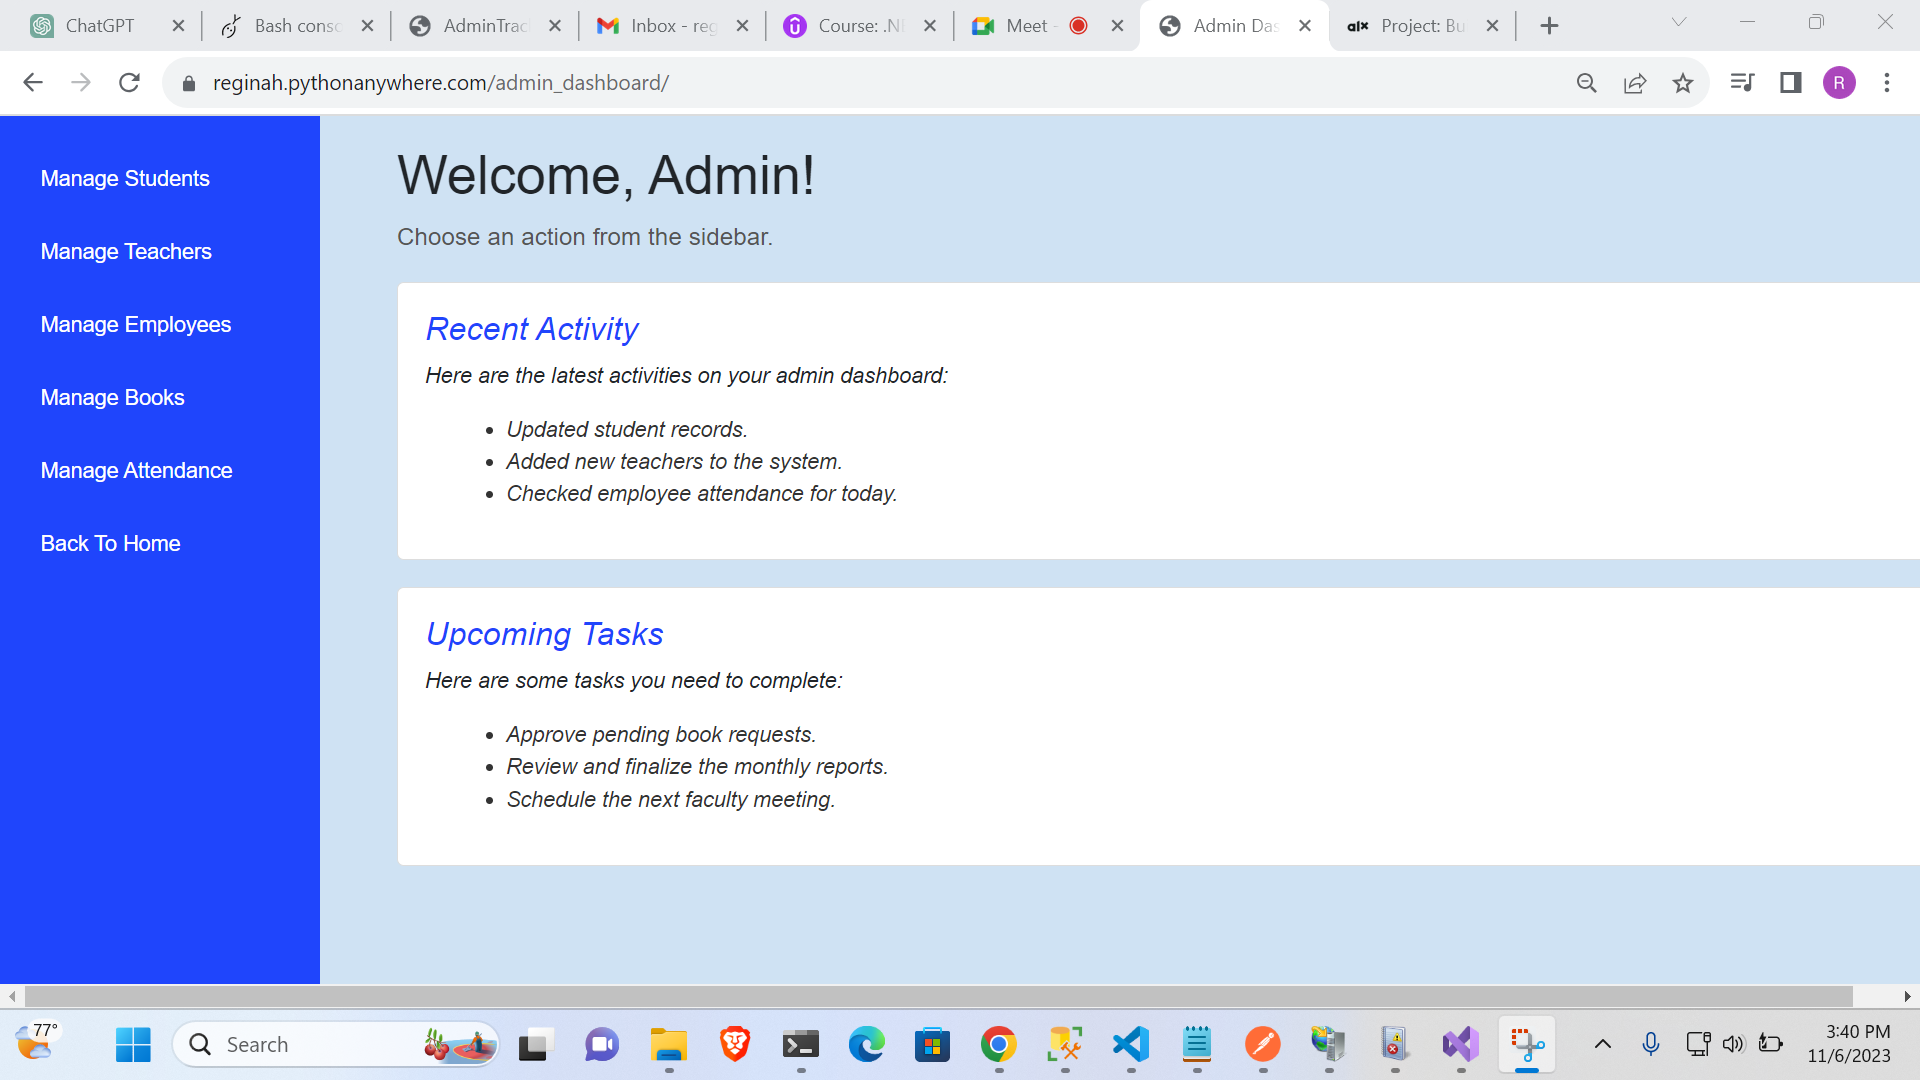 ChatGPT
Bash conso
AdminTrac
Inbox - reg
Course: .N
Meet -
Admin Das
alx Project: Bu
reginah.pythonanywhere.com/admin_dashboard/
R
Manage Students
Manage Teachers
Manage Employees
Manage Books
Manage Attendance
Back To Home
Welcome, Admin!
Choose an action from the sidebar.
Recent Activity
Here are the latest activities on your admin dashboard:
• Updated student records.
• Added new teachers to the system.
• Checked employee attendance for today.
Upcoming Tasks
Here are some tasks you need to complete:
• Approve pending book requests.
• Review and finalize the monthly reports.
• Schedule the next faculty meeting.
77°
Search
3:40 PM
11/6/2023